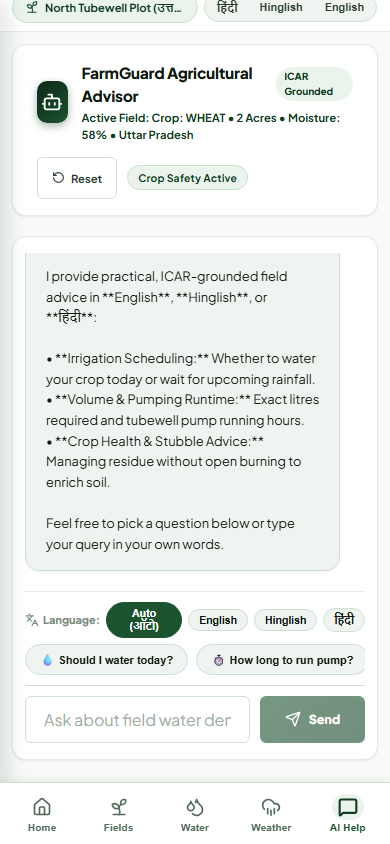 North Tubewell Plot (उत्त...
हिंदी Hinglish English
FarmGuard Agricultural
Advisor
ICAR
Grounded
Active Field: Crop: WHEAT • 2 Acres • Moisture:
58% • Uttar Pradesh
Reset
Crop Safety Active
I provide practical, ICAR-grounded field
advice in **English**, **Hinglish**, or
**हिंदी**:
• **Irrigation Scheduling:** Whether to water
your crop today or wait for upcoming rainfall.
• **Volume & Pumping Runtime:** Exact litres
required and tubewell pump running hours.
• **Crop Health & Stubble Advice:**
Managing residue without open burning to
enrich soil.
Feel free to pick a question below or type
your query in your own words.
Language:
Auto
(ऑटो)
English
Hinglish
हिंदी
Should I water today?
How long to run pump?
Ask about field water der
Send
Home
Fields
Water
Weather
AI Help